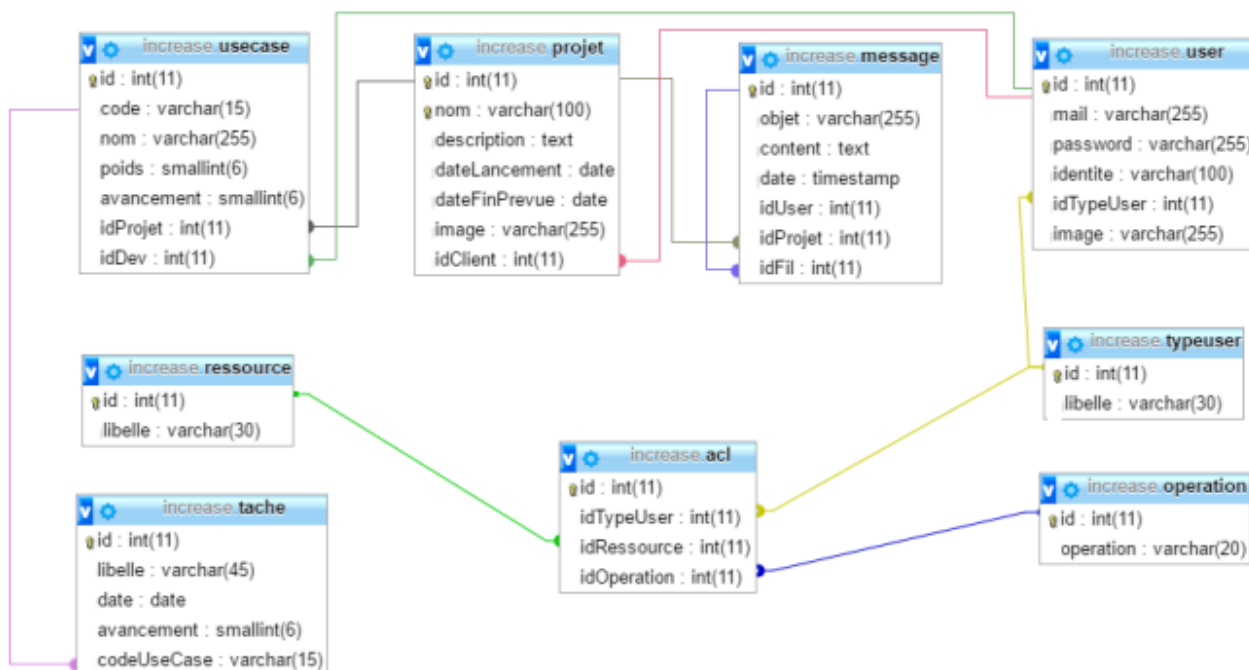 increase.usecase
id : int(11)
code : varchar(15)
nom : varchar(255)
poids : smallint(6)
avancement : smallint(6)
idProjet : int(11)
idDev : int(11)
increase.projet
id : int(11)
nom : varchar(100)
description : text
dateLancement : date
dateFinPrevue : date
image : varchar(255)
idClient : int(11)
increase.message
id : int(11)
objet : varchar(255)
content : text
date : timestamp
idUser : int(11)
idProjet : int(11)
idFil : int(11)
increase.user
id : int(11)
mail : varchar(255)
password : varchar(255)
identite : varchar(100)
idTypeUser : int(11)
image : varchar(255)
increase.ressource
id : int(11)
libelle : varchar(30)
increase.typeuser
id : int(11)
libelle : varchar(30)
increase.acl
id : int(11)
idTypeUser : int(11)
idRessource : int(11)
idOperation : int(11)
increase.operation
id : int(11)
operation : varchar(20)
increase.tache
id : int(11)
libelle : varchar(45)
date : date
avancement : smallint(6)
codeUseCase : varchar(15)